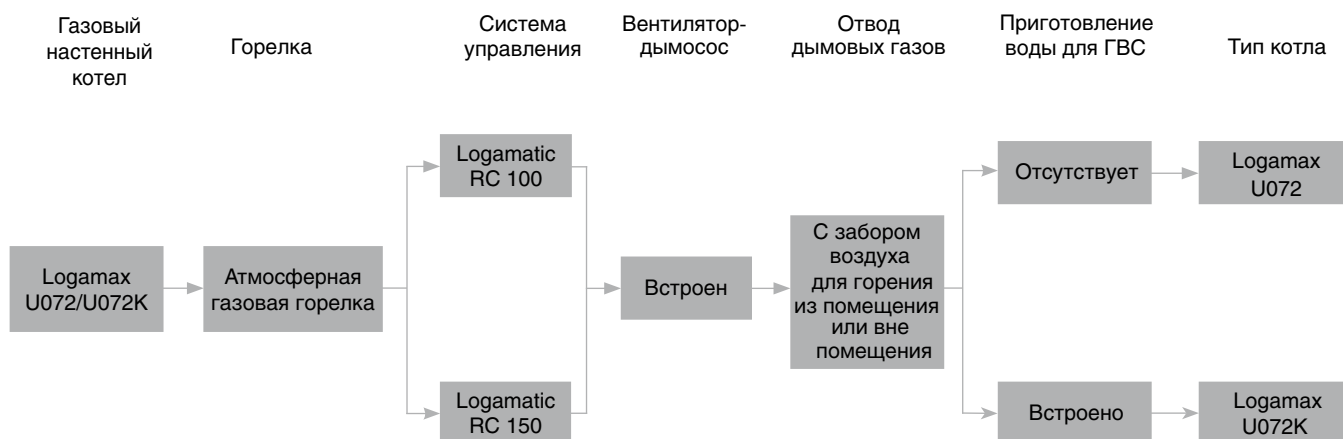 Газовый
настенный
котел
Горелка
Система
управления
Вентилятор-
дымосос
Отвод
дымовых газов
Приготовление
воды для ГВС
Тип котла
Logamax
U072/U072K
Атмосферная
газовая горелка
Logamatic
RC 100
Logamatic
RC 150
Встроен
С забором
воздуха
для горения
из помещения
или вне
помещения
Отсутствует
Logamax
U072
Встроено
Logamax
U072K